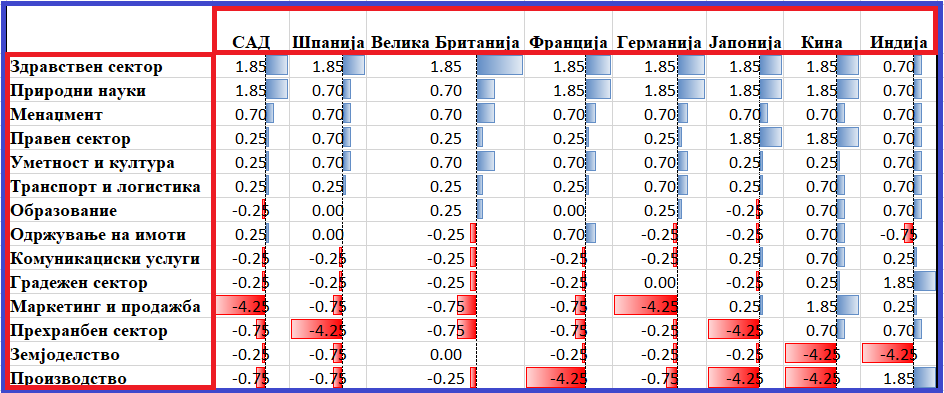 САД Шпанија Велика Британија Франција Германија Јапонија Кина Индија
Здравствен сектор 1.85 1.85 1.85 1.85 1.85 1.85 1.85 0.70
Природни науки 1.85 0.70 0.70 1.85 1.85 1.85 1.85 0.70
Менаџмент 0.70 0.70 0.70 0.70 0.70 0.70 0.70 0.70
Правен сектор 0.25 0.70 0.25 0.25 0.25 1.85 1.85 0.70
Уметност и култура 0.25 0.70 0.70 0.70 0.70 0.25 0.25 0.70
Транспорт и логистика 0.25 0.25 0.25 0.25 0.70 0.25 0.70 0.70
Образование -0.25 0.00 0.25 0.00 0.25 -0.25 0.70 0.70
Одржување на имоти 0.25 0.00 -0.25 0.70 -0.25 -0.25 0.70 -0.75
Комуникациски услуги -0.25 -0.25 -0.25 -0.25 -0.25 0.25 0.70 0.25
Градежен сектор -0.25 -0.25 -0.25 -0.25 0.00 -0.25 0.25 1.85
Маркетинг и продажба -4.25 -0.75 -0.75 -0.75 -4.25 0.25 1.85 0.25
Прехранбен сектор -0.75 -4.25 -0.75 -0.75 -0.25 -4.25 0.70 0.70
Земјоделство -0.25 -0.75 0.00 -0.25 -0.25 -0.25 -4.25 -4.25
Производство -0.75 -0.75 -0.25 -4.25 -0.75 -4.25 -4.25 1.85